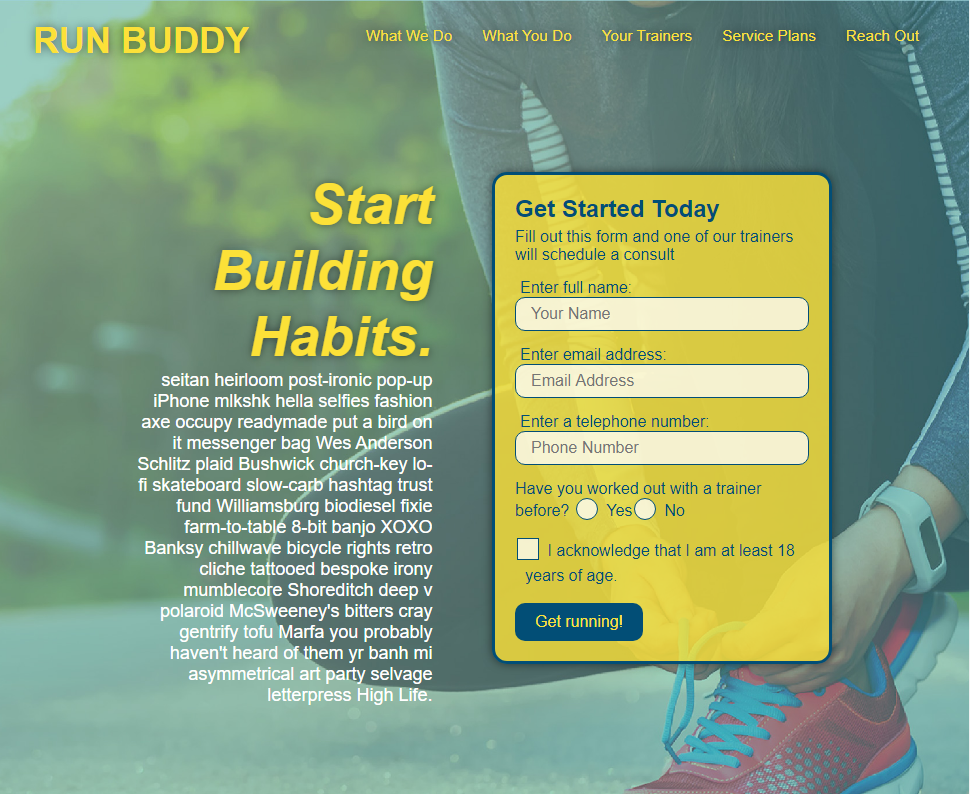 RUN BUDDY
What We Do
What You Do
Your Trainers
Service Plans
Reach Out
Start
Building
Habits.
seitan heirloom post-ironic pop-up
iPhone mlkshk hella selfies fashion
axe occupy readymade put a bird on
it messenger bag Wes Anderson
Schlitz plaid Bushwick church-key lo-
fi skateboard slow-carb hashtag trust
fund Williamsburg biodiesel fixie
farm-to-table 8-bit banjo XOXO
Banksy chillwave bicycle rights retro
cliche tattooed bespoke irony
mumblecore Shoreditch deep v
polaroid McSweeney's bitters cray
gentrify tofu Marfa you probably
haven't heard of them yr banh mi
asymmetrical art party selvage
letterpress High Life.
Get Started Today
Fill out this form and one of our trainers
will schedule a consult
Enter full name:
Your Name
Enter email address:
Email Address
Enter a telephone number:
Phone Number
Have you worked out with a trainer
before? Yes No
I acknowledge that I am at least 18
years of age.
Get running!